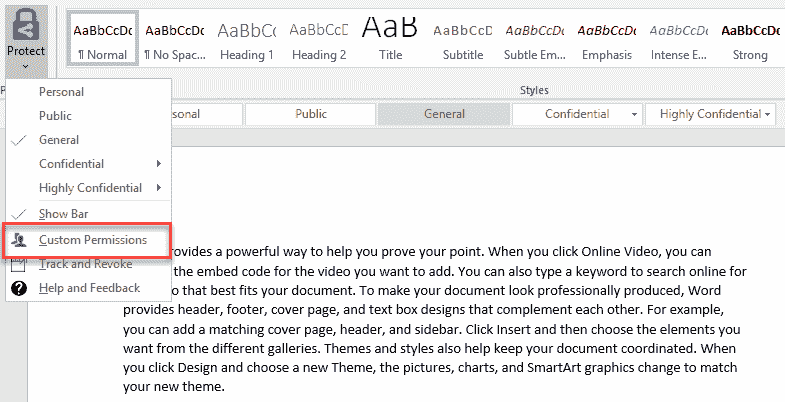 Protect
AaBbCcDc AaBbCcDc AaBbCc AaBbCcD AaB AaBbCcD AaBbCcDc AaBbCcDc AaBbCcDc AaBbCcDc
¶ Normal ¶ No Spac... Heading 1 Heading 2 Title Subtitle Subtle Em... Emphasis Intense E... Strong
Styles
Personal
Public
General
Confidential
Highly Confidential
Show Bar
Custom Permissions
Track and Revoke
Help and Feedback
sonal Public General Confidential Highly Confidential
rovides a powerful way to help you prove your point. When you click Online Video, you can
the embed code for the video you want to add. You can also type a keyword to search online for
o that best fits your document. To make your document look professionally produced, Word
provides header, footer, cover page, and text box designs that complement each other. For example,
you can add a matching cover page, header, and sidebar. Click Insert and then choose the elements you
want from the different galleries. Themes and styles also help keep your document coordinated. When
you click Design and choose a new Theme, the pictures, charts, and SmartArt graphics change to match
your new theme.